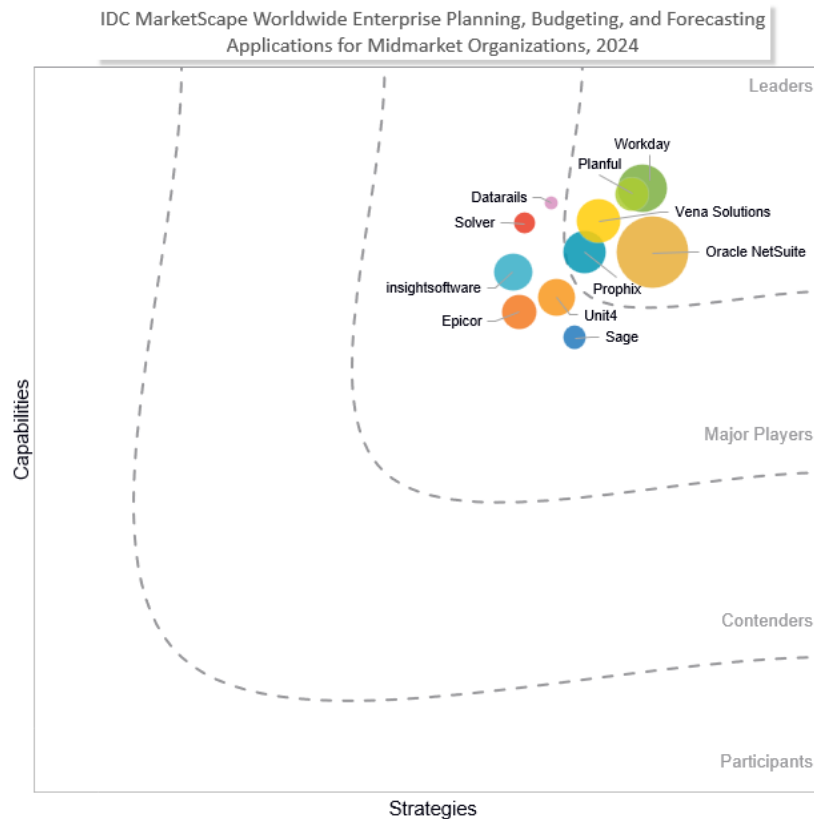 IDC MarketScape Worldwide Enterprise Planning, Budgeting, and Forecasting
Applications for Midmarket Organizations, 2024
Leaders
Workday
Planful
Datarails
Vena Solutions
Solver
Oracle NetSuite
insightsoftware
Prophix
Unit4
Epicor
Sage
Capabilities
Major Players
Contenders
Participants
Strategies